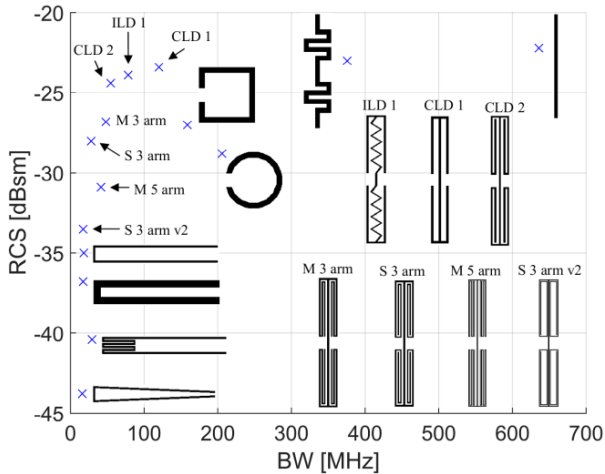 -20
ILD 1
CLD 1
CLD 2
-25
ILD 1 CLD 1 CLD 2
M 3 arm
S 3 arm
-30
M 5 arm
S 3 arm v2
-35
M 3 arm S 3 arm M 5 arm S 3 arm v2
-40
-45
0 100 200 300 400 500 600 700
BW [MHz]
RCS [dBsm]